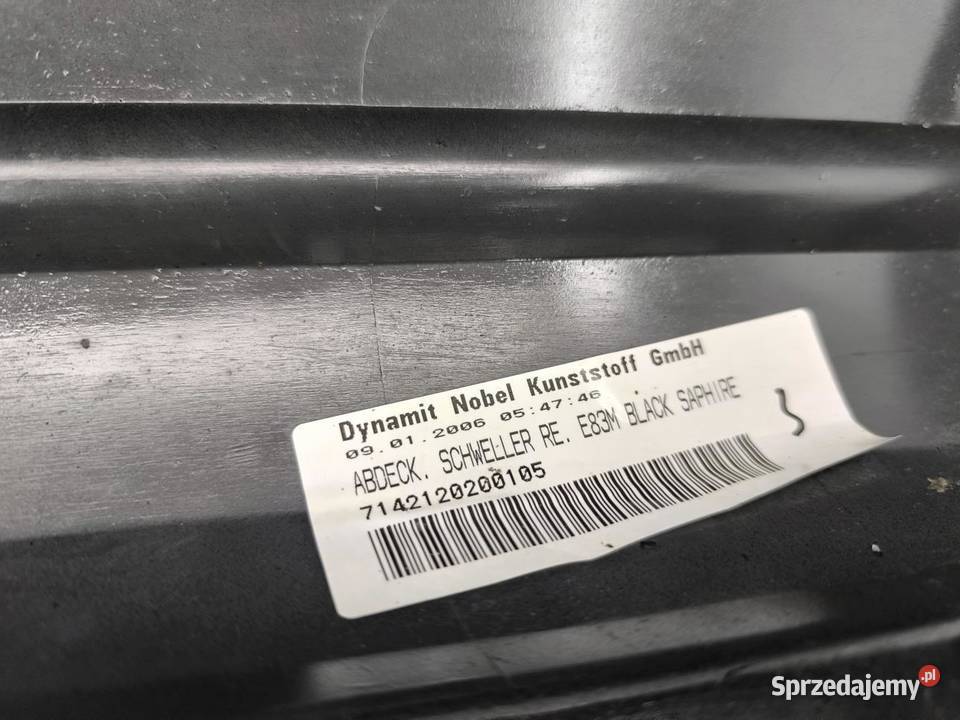 Dynamit Nobel Kunststoff GmbH
09.01.2006 05:47:46
ABDECK. SCHWELLER RE. E83M BLACK SAPHIRE
7142120200105
Sprzedajemy.pl